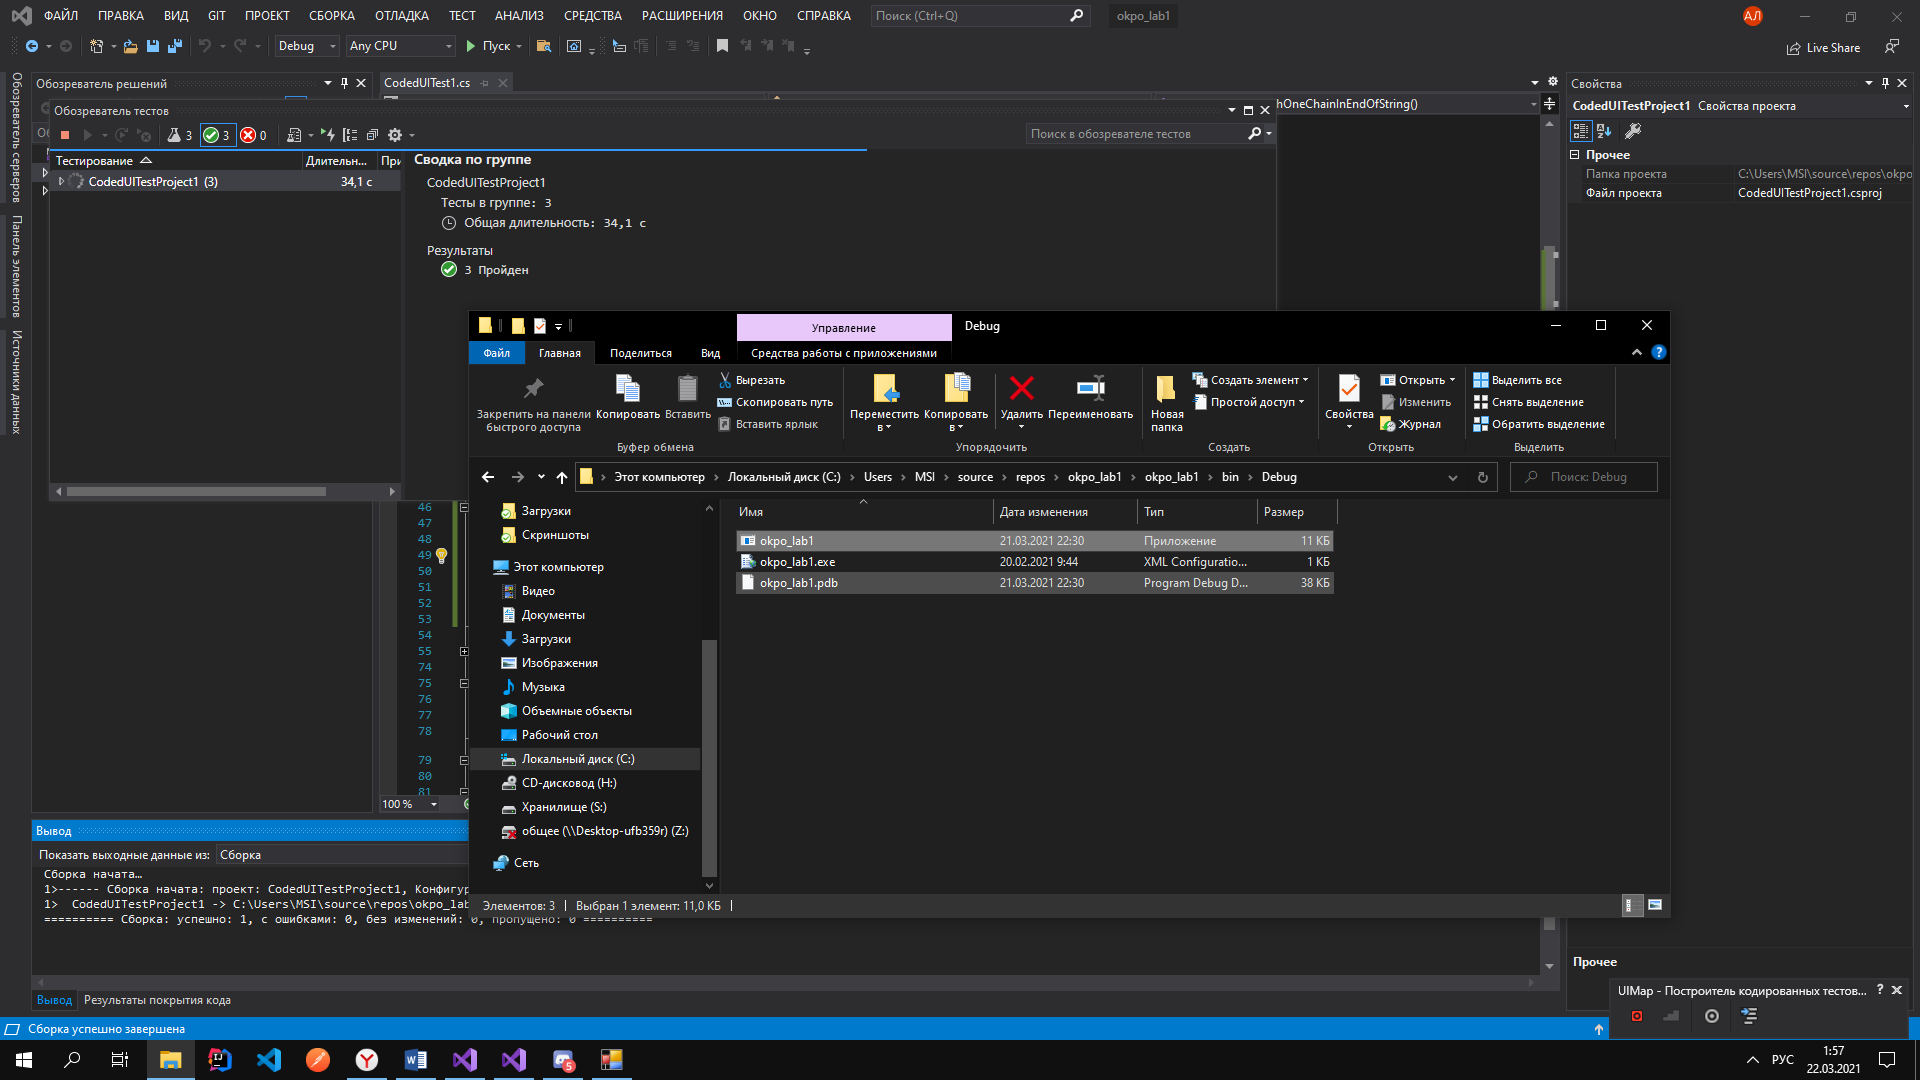 ФАЙЛ ПРАВКА ВИД GIT ПРОЕКТ СБОРКА ОТЛАДКА ТЕСТ АНАЛИЗ СРЕДСТВА РАСШИРЕНИЯ ОКНО СПРАВКА Поиск (Ctrl+Q) okpo_lab1 АЛ
Debug Any CPU Пуск Live Share
Обозреватель серверов
Панель элементов
Источники данных
Обозреватель решений
CodedUITest1.cs
Обозреватель тестов
3 3 0
Поиск в обозревателе тестов
Тестирование Длительн... При
CodedUITestProject1 (3) 34,1 с
Сводка по группе
CodedUITestProject1
Тесты в группе: 3
Общая длительность: 34,1 с
Результаты
3 Пройден
hOneChainInEndOfString()
Свойства
CodedUITestProject1 Свойства проекта
Прочее
Папка проекта C:\Users\MSI\source\repos\okpo
Файл проекта CodedUITestProject1.csproj
Управление Debug
Файл Главная Поделиться Вид Средства работы с приложениями
Закрепить на панели быстрого доступа
Копировать
Вставить
Вырезать
Скопировать путь
Вставить ярлык
Буфер обмена
Переместить в
Копировать в
Удалить
Переименовать
Упорядочить
Новая папка
Создать элемент
Простой доступ
Создать
Свойства
Открыть
Изменить
Журнал
Открыть
Выделить все
Снять выделение
Обратить выделение
Выделить
Этот компьютер Локальный диск (C:) Users MSI source repos okpo_lab1 okpo_lab1 bin Debug
Поиск: Debug
Загрузки
Скриншоты
Этот компьютер
Видео
Документы
Загрузки
Изображения
Музыка
Объемные объекты
Рабочий стол
Локальный диск (C:)
CD-дисковод (H:)
Хранилище (S:)
общее (\\Desktop-ufb359r) (Z:)
Сеть
Имя Дата изменения Тип Размер
okpo_lab1 21.03.2021 22:30 Приложение 11 КБ
okpo_lab1.exe 20.02.2021 9:44 XML Configuratio... 1 КБ
okpo_lab1.pdb 21.03.2021 22:30 Program Debug D... 38 КБ
Элементов: 3 Выбран 1 элемент: 11,0 КБ
46
47
48
49
50
51
52
53
54
55
74
75
76
77
78
79
80
81
100 %
Вывод
Показать выходные данные из: Сборка
Сборка начата…
1>------ Сборка начата: проект: CodedUITestProject1, Конфигур
1> CodedUITestProject1 -> C:\Users\MSI\source\repos\okpo_lab
========== Сборка: успешно: 1, с ошибками: 0, без изменений: 0, пропущено: 0 ==========
Вывод Результаты покрытия кода
Прочее
UIMap - Построитель кодированных тестов... ?
Сборка успешно завершена
5
РУС
1:57
22.03.2021